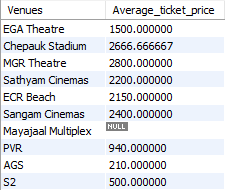 Venues Average_ticket_price
EGA Theatre 1500.000000
Chepauk Stadium 2666.666667
MGR Theatre 2800.000000
Sathyam Cinemas 2200.000000
ECR Beach 2150.000000
Sangam Cinemas 2400.000000
Mayajaal Multiplex NULL
PVR 940.000000
AGS 210.000000
S2 500.000000